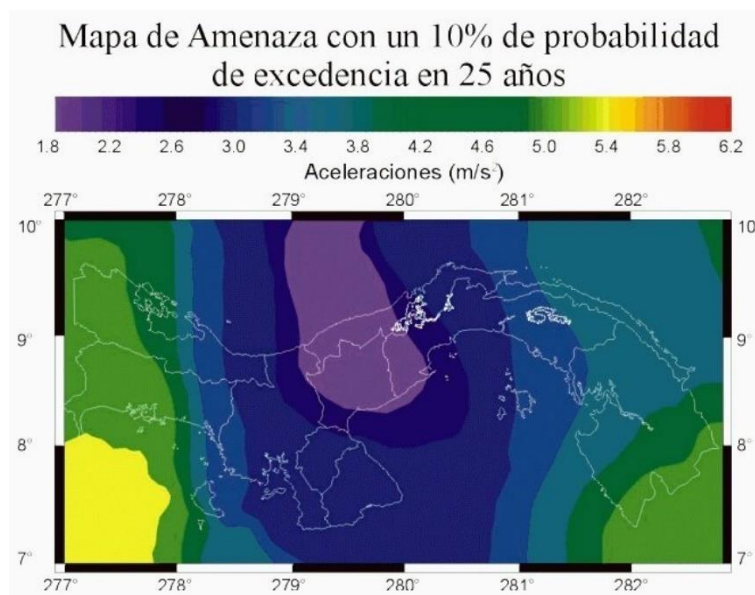 Mapa de Amenaza con un 10% de probabilidad
de excedencia en 25 años
1.8 2.2 2.6 3.0 3.4 3.8 4.2 4.6 5.0 5.4 5.8 6.2
Aceleraciones (m/s²)
277° 278° 279° 280° 281° 282°
10° 10
9° 9°
8° 8°
7° 7°
277° 278° 279° 280° 281° 282°